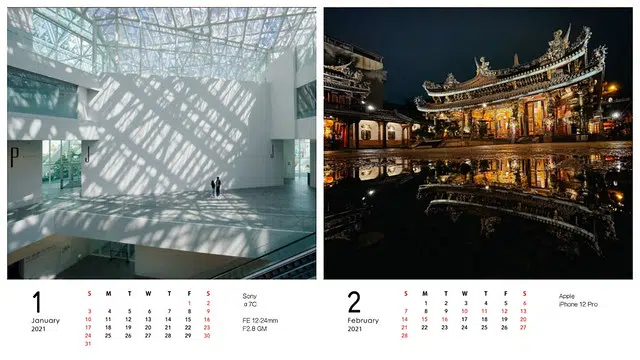 P
J
1
January
2021
S M T W T F S
1 2
3 4 5 6 7 8 9
10 11 12 13 14 15 16
17 18 19 20 21 22 23
24 25 26 27 28 29 30
31
Sony
α 7C
FE 12-24mm
F2.8 GM
2
February
2021
S M T W T F S
1 2 3 4 5 6
7 8 9 10 11 12 13
14 15 16 17 18 19 20
21 22 23 24 25 26 27
28
Apple
iPhone 12 Pro